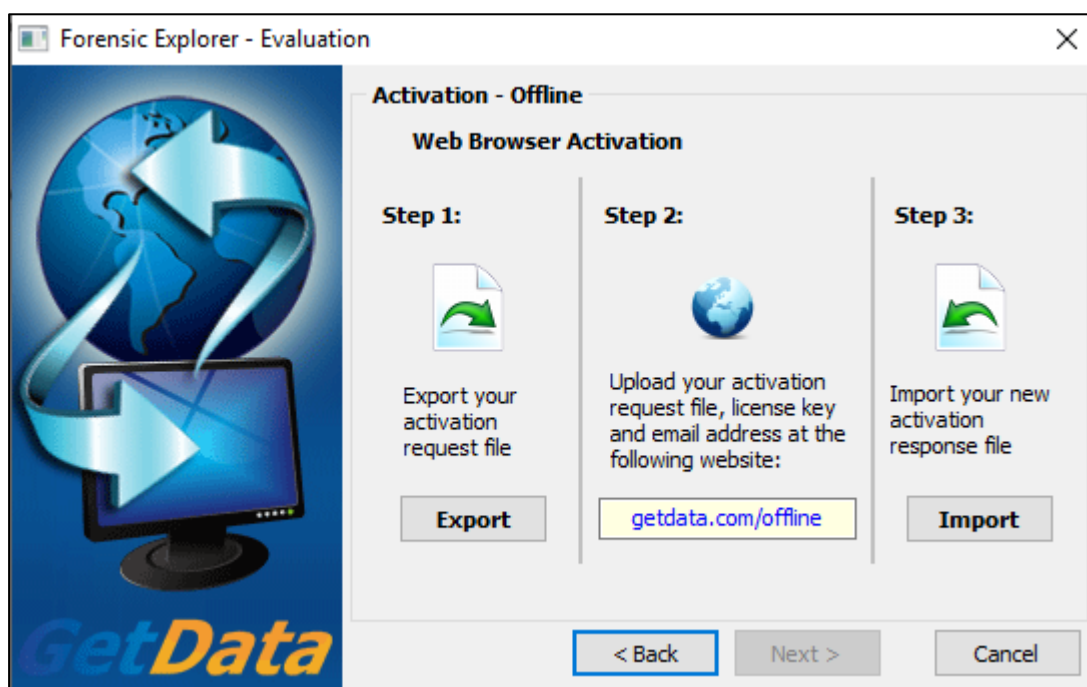 Forensic Explorer - Evaluation
Activation - Offline
Web Browser Activation
Step 1:
Export your
activation
request file
Export
Step 2:
Upload your activation
request file, license key
and email address at the
following website:
getdata.com/offline
Step 3:
Import your new
activation
response file
Import
GetData
< Back
Next >
Cancel